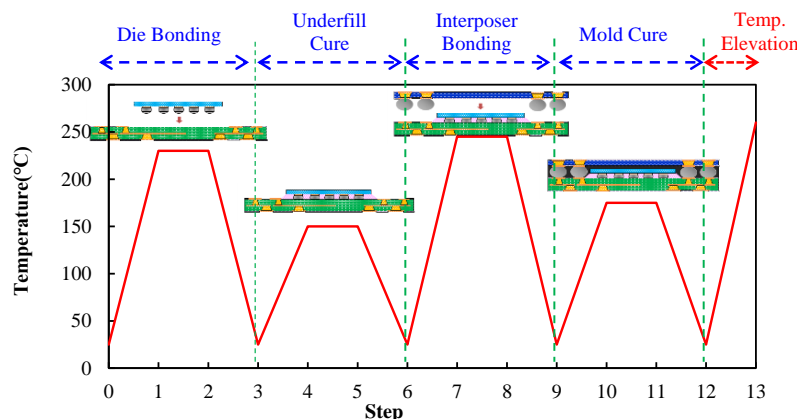 Die Bonding
Underfill
Cure
Interposer
Bonding
Mold Cure
Temp.
Elevation
Temperature(℃)
300
250
200
150
100
50
0
0 1 2 3 4 5 6 7 8 9 10 11 12 13
Step